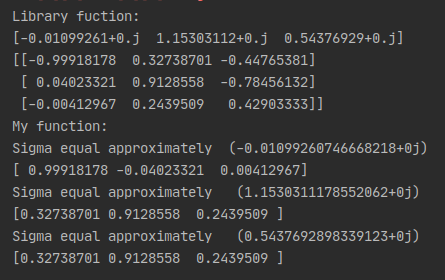 Library fuction:
[-0.01099261+0.j  1.15303112+0.j  0.54376929+0.j]
[[-0.99918178  0.32738701 -0.44765381]
 [ 0.04023321  0.9128558  -0.78456132]
 [-0.00412967  0.2439509   0.42903333]]
My function:
Sigma equal approximately  (-0.01099260746668218+0j)
[ 0.99918178 -0.04023321  0.00412967]
Sigma equal approximately   (1.1530311178552062+0j)
[0.32738701 0.9128558  0.2439509 ]
Sigma equal approximately   (0.5437692898339123+0j)
[0.32738701 0.9128558  0.2439509 ]